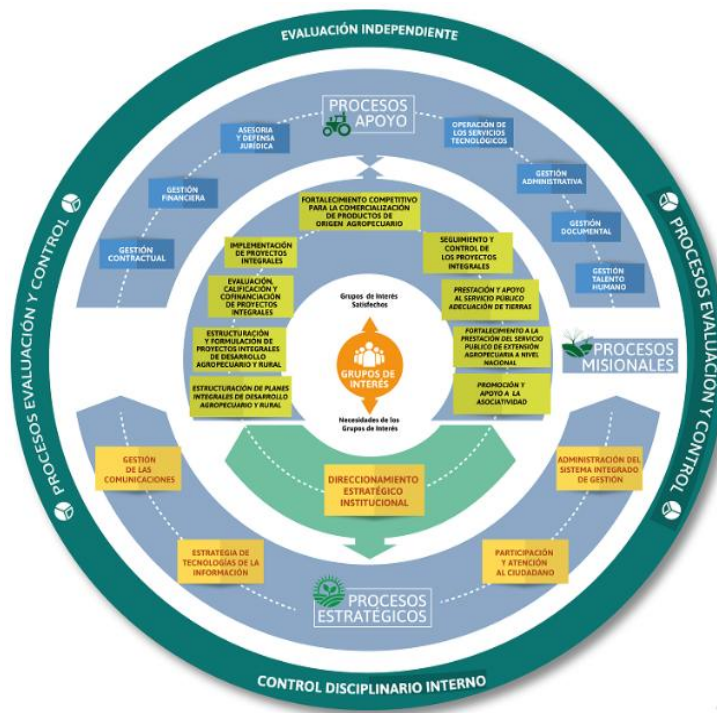 EVALUACIÓN INDEPENDIENTE
PROCESOS EVALUACIÓN Y CONTROL
PROCESOS EVALUACIÓN Y CONTROL
CONTROL DISCIPLINARIO INTERNO
PROCESOS
APOYO
ASESORIA
Y DEFENSA
JURÍDICA
GESTIÓN
FINANCIERA
GESTIÓN
CONTRACTUAL
OPERACIÓN DE
LOS SERVICIOS
TECNOLÓGICOS
GESTIÓN
ADMINISTRATIVA
GESTIÓN
DOCUMENTAL
GESTIÓN
TALENTO
HUMANO
FORTALECIMIENTO COMPETITIVO
PARA LA COMERCIALIZACIÓN
DE PRODUCTOS DE
ORIGEN AGROPECUARIO
IMPLEMENTACIÓN
DE PROYECTOS
INTEGRALES
EVALUACIÓN,
CALIFICACIÓN Y
COFINANCIACIÓN
DE PROYECTOS
INTEGRALES
ESTRUCTURACIÓN
Y FORMULACIÓN DE
PROYECTOS INTEGRALES
DE DESARROLLO
AGROPECUARIO Y RURAL
ESTRUCTURACIÓN DE PLANES
INTEGRALES DE DESARROLLO
AGROPECUARIO Y RURAL
SEGUIMIENTO Y
CONTROL DE
LOS PROYECTOS
INTEGRALES
PRESTACIÓN Y APOYO
AL SERVICIO PÚBLICO
ADECUACIÓN DE TIERRAS
FORTALECIMIENTO A LA
PRESTACIÓN DEL SERVICIO
PUBLICO DE EXTENSIÓN
AGROPECUARIA A NIVEL
NACIONAL
PROMOCIÓN Y
APOYO A LA
ASOCIATIVIDAD
PROCESOS
MISIONALES
Grupos de Interés
Satisfechos
GRUPOS DE
INTERÉS
Necesidades de los
Grupos de Interés
DIRECCIONAMIENTO
ESTRATÉGICO
INSTITUCIONAL
GESTIÓN
DE LAS
COMUNICACIONES
ESTRATEGIA DE
TECNOLOGÍAS DE LA
INFORMACIÓN
ADMINISTRACIÓN DEL
SISTEMA INTEGRADO
DE GESTIÓN
PARTICIPACIÓN
Y ATENCIÓN
AL CIUDADANO
PROCESOS
ESTRATÉGICOS